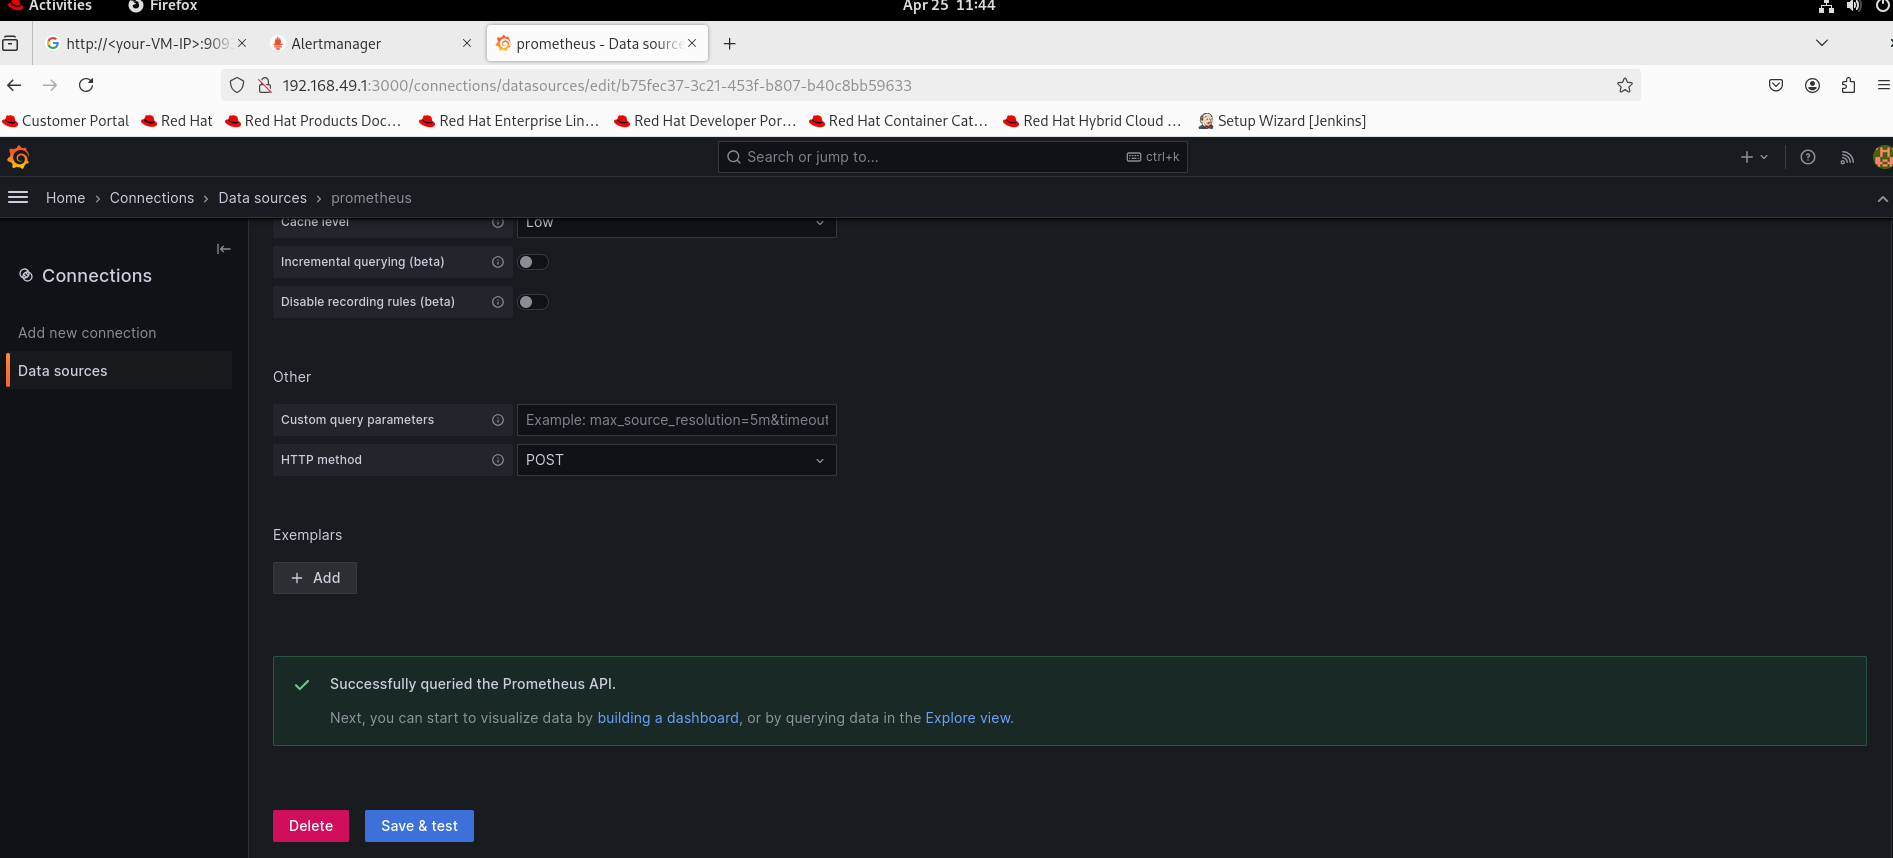 Activities Firefox Apr 25 11:44
http://<your-VM-IP>:909 Alertmanager prometheus - Data source
192.168.49.1:3000/connections/datasources/edit/b75fec37-3c21-453f-b807-b40c8bb59633
Customer Portal Red Hat Red Hat Products Doc... Red Hat Enterprise Lin... Red Hat Developer Por... Red Hat Container Cat... Red Hat Hybrid Cloud ... Setup Wizard [Jenkins]
Search or jump to... ctrl+k
Home › Connections › Data sources › prometheus
Cache level Low
Incremental querying (beta)
Connections
Disable recording rules (beta)
Add new connection
Data sources
Other
Custom query parameters Example: max_source_resolution=5m&timeout
HTTP method POST
Exemplars
+ Add
Successfully queried the Prometheus API.
Next, you can start to visualize data by building a dashboard, or by querying data in the Explore view.
Delete Save & test